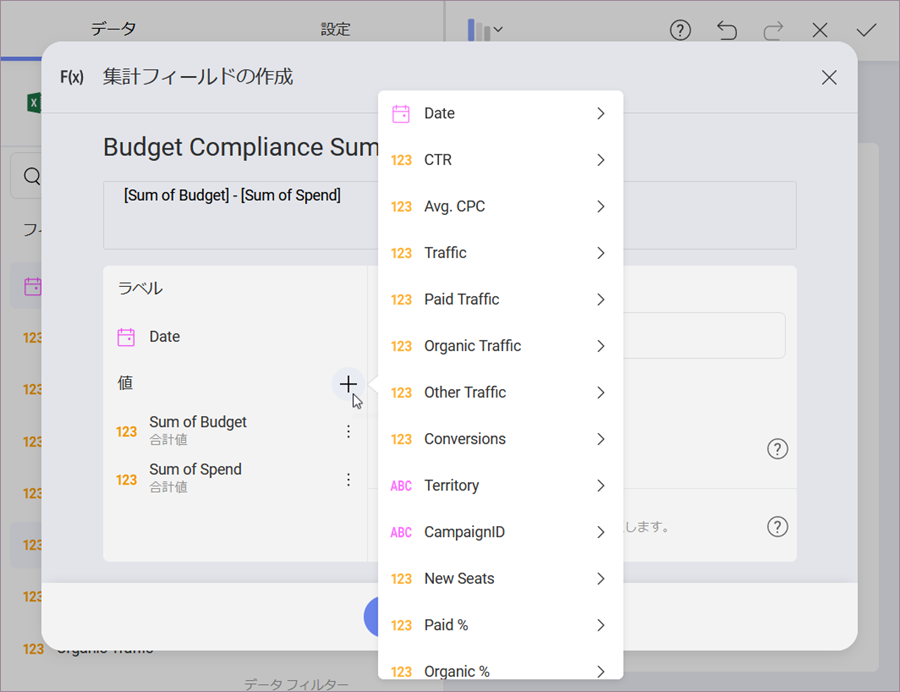 データ 設定
F(x) 集計フィールドの作成
Budget Compliance Sum
[Sum of Budget] - [Sum of Spend]
ラベル
Date
値
123 Sum of Budget
合計値
123 Sum of Spend
合計値
Date
123 CTR
123 Avg. CPC
123 Traffic
123 Paid Traffic
123 Organic Traffic
123 Other Traffic
123 Conversions
ABC Territory
ABC CampaignID
123 New Seats
123 Paid %
123 Organic %
します。
123
123
123
123
123
123
123 Organic Traffic
データ フィルター